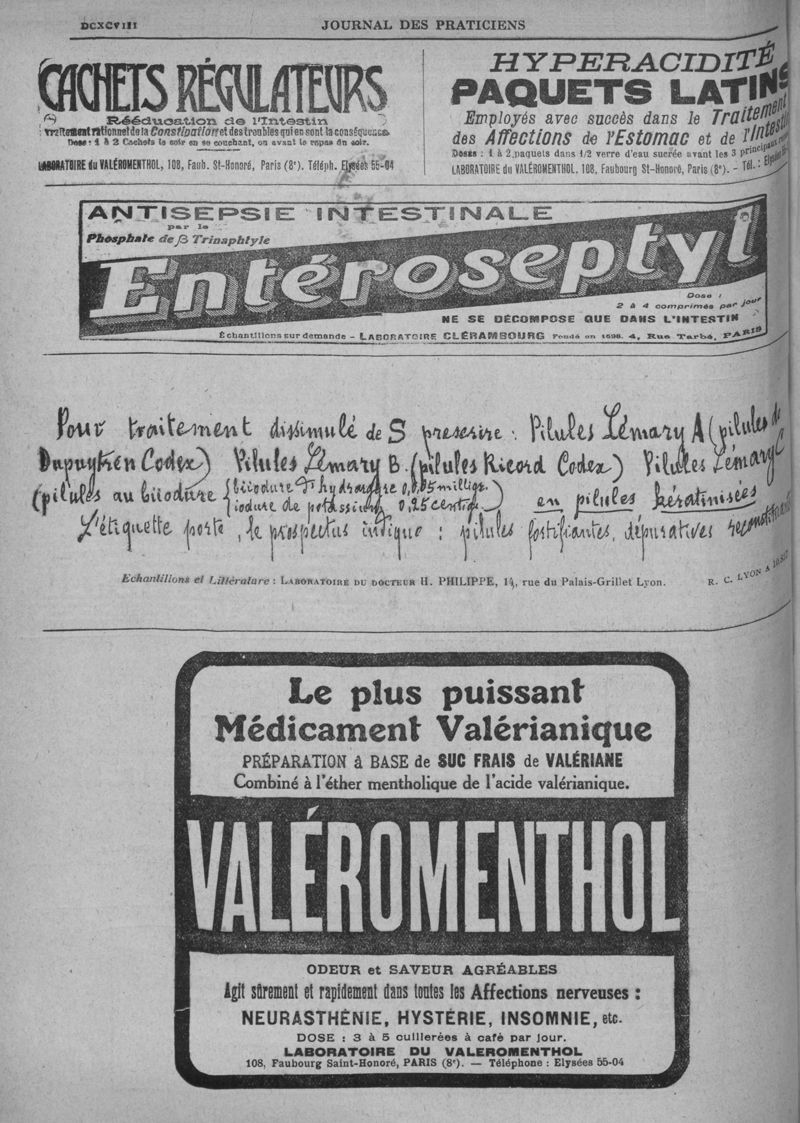 DCXCVIII
JOURNAL DES PRATICIENS
CACHETS RÉGULATEURS
Rééducation de l'Intestin
Traitement rationnel de la Constipation et des troubles qui en sont la conséquence
Dose : 1 à 2 Cachets le soir en se couchant, ou avant le repas du soir.
LABORATOIRE du VALÉROMENTHOL, 108, Faub. St-Honoré, Paris (8e). Téléph. Elysées 55-04
HYPERACIDITÉ
PAQUETS LATINS
Employés avec succès dans le Traitement
des Affections de l'Estomac et de l'Intestin
Doses : 1 à 2 paquets dans 1/2 verre d'eau sucrée avant les 3 principaux
LABORATOIRE du VALÉROMENTHOL, 108, Faubourg St-Honoré, Paris (8e). - Tél. : Elysées
ANTISEPSIE INTESTINALE
par le
Phosphate de β Trinaphtyle
Entéroseptyl
Dose :
2 à 4 comprimés par jour
NE SE DÉCOMPOSE QUE DANS L'INTESTIN
Échantillons sur demande - LABORATOIRE CLÉRAMBOURG Fondé en 1898. 4, Rue Tarbé, PARIS
Pour traitement dissimulé de S prescrire : Pilules Lémary A (pilules de
Dupuytren Codex) Pilules Lémary B (pilules Ricord Codex) Pilules Lémary C
(pilules au biiodure { biiodure d'hydrargre 0,005 millig.
iodure de potassium 0,25 centig. ) en pilules kératinisées
L'étiquette porte, le prospectus indique : pilules fortifiantes, dépuratives
Echantillons et Littérature : LABORATOIRE DU DOCTEUR H. PHILIPPE, 14, rue du Palais-Grillet Lyon.
R. C. LYON A
Le plus puissant
Médicament Valérianique
PRÉPARATION à BASE de SUC FRAIS de VALÉRIANE
Combiné à l'éther mentholique de l'acide valérianique.
VALÉROMENTHOL
ODEUR et SAVEUR AGRÉABLES
Agit sûrement et rapidement dans toutes les Affections nerveuses :
NEURASTHÉNIE, HYSTÉRIE, INSOMNIE, etc.
DOSE : 3 à 5 cuillerées à café par jour.
LABORATOIRE DU VALEROMENTHOL
108, Faubourg Saint-Honoré, PARIS (8e). — Téléphone : Elysées 55-04